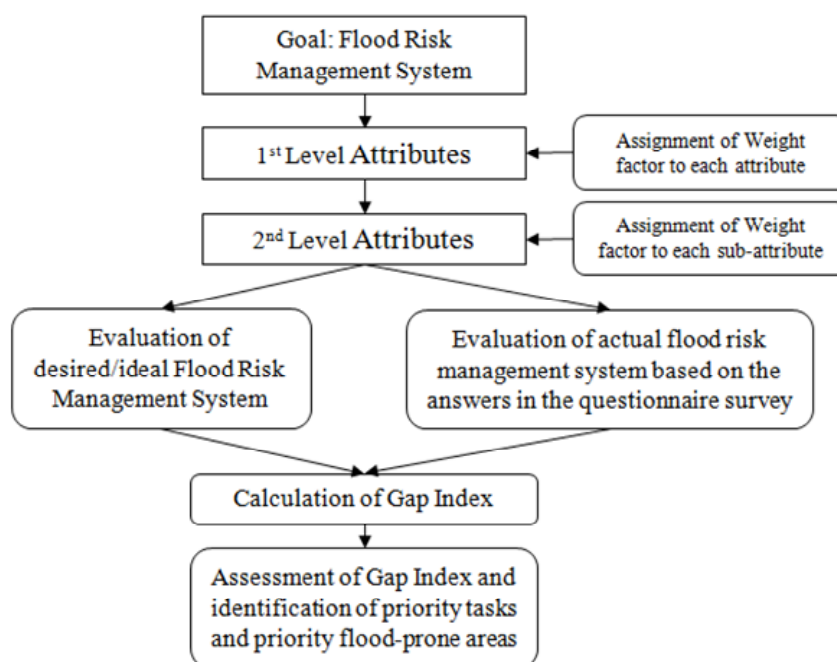 Goal: Flood Risk
Management System
1st Level Attributes
Assignment of Weight
factor to each attribute
2nd Level Attributes
Assignment of Weight
factor to each sub-attribute
Evaluation of
desired/ideal Flood Risk
Management System
Evaluation of actual flood risk
management system based on the
answers in the questionnaire survey
Calculation of Gap Index
Assessment of Gap Index and
identification of priority tasks
and priority flood-prone areas